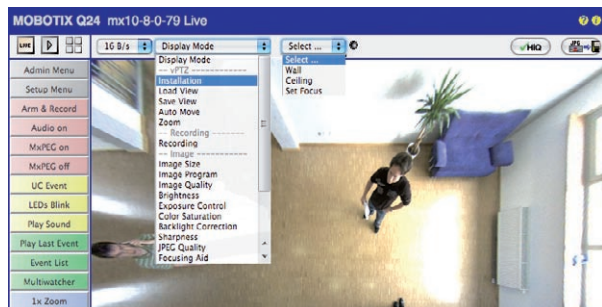 MOBOTIX Q24 mx10-8-0-79 Live
LIVE
16 B/s
Display Mode
Select ...
HIQ
Admin Menu
Setup Menu
Arm & Record
Audio on
MxPEG on
MxPEG off
UC Event
LEDs Blink
Play Sound
Play Last Event
Event List
Multiwatcher
1x Zoom
Display Mode
-- vPTZ -------------
Installation
Load View
Save View
Auto Move
Zoom
-- Recording --------
Recording
-- Image ------------
Image Size
Image Program
Image Quality
Brightness
Exposure Control
Color Saturation
Backlight Correction
Sharpness
JPEG Quality
Focusing Aid
Select ...
Wall
Ceiling
Set Focus